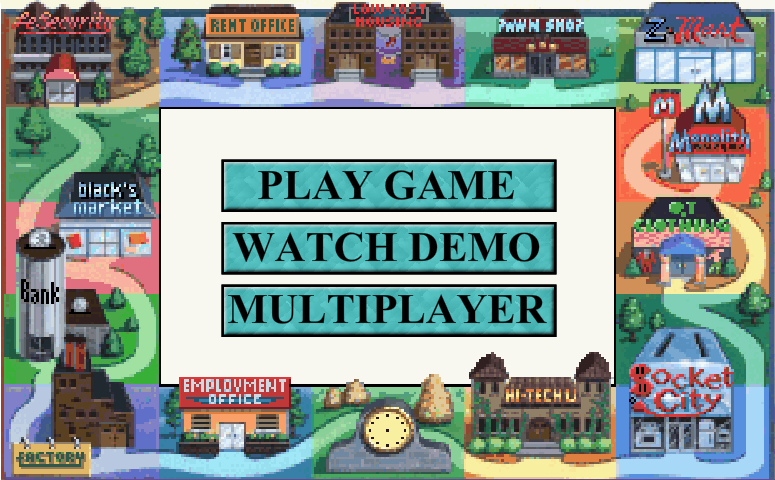 LeSecurity
RENT OFFICE
LOW-COST
HOUSING
PAWN SHOP
Z-Mart
M
M
Monolith
black's
market
QT
CLOTHING
PLAY GAME
WATCH DEMO
MULTIPLAYER
Bank
EMPLOYMENT
OFFICE
HI-TECH U
Socket
City
FACTORY